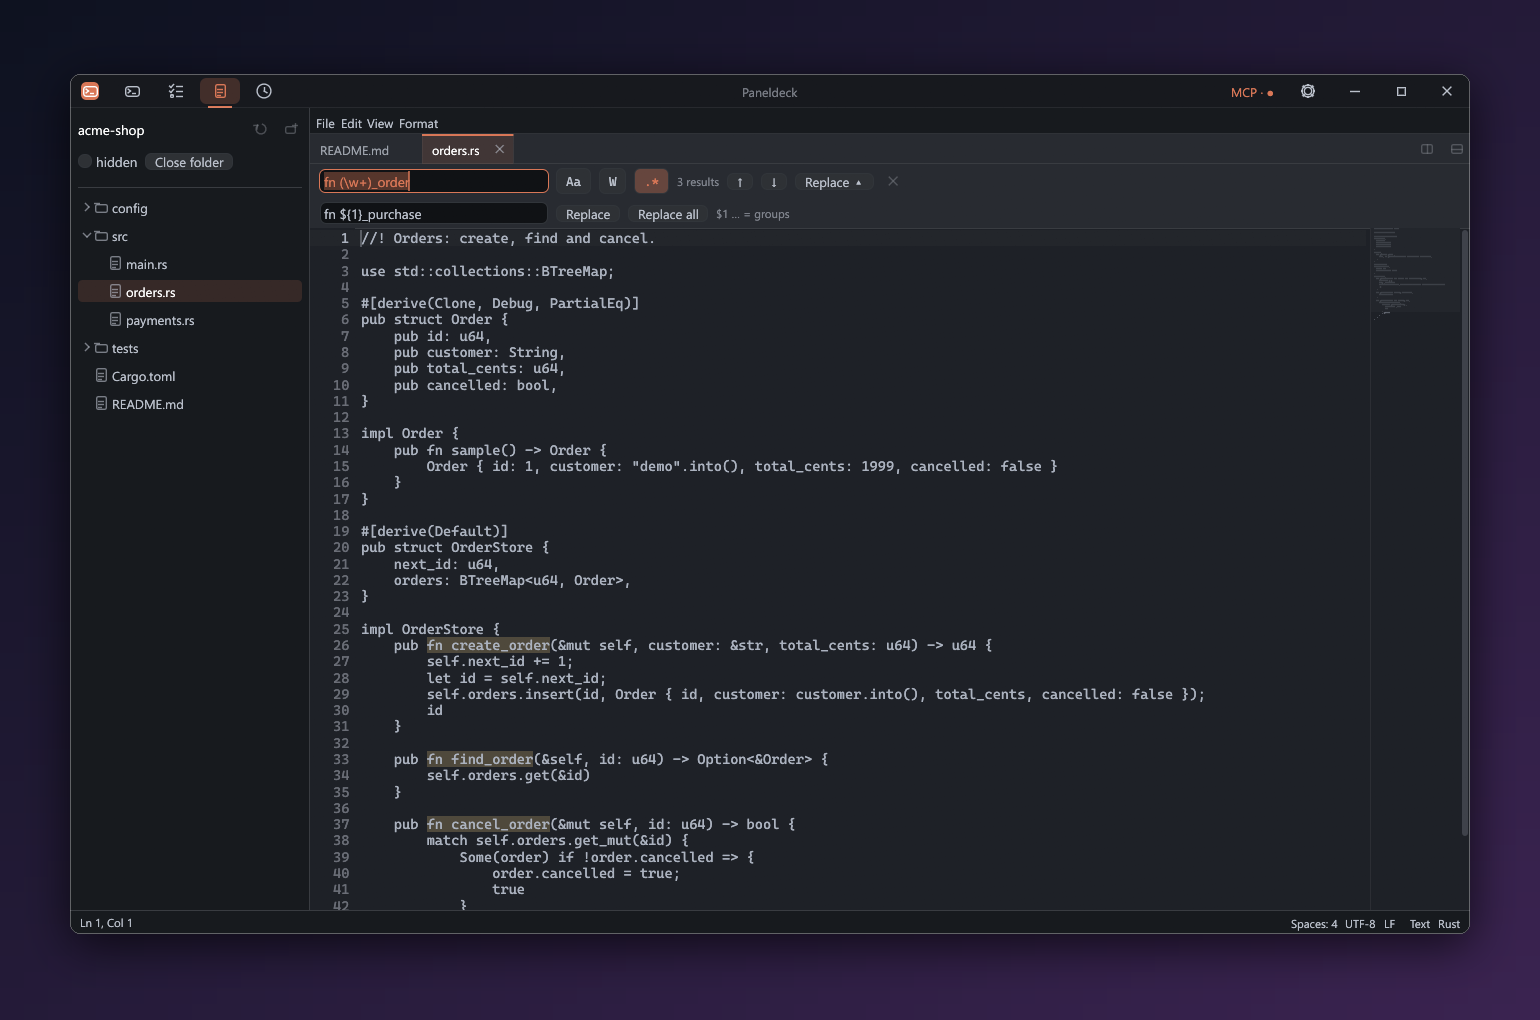 Paneldeck
MCP
acme-shop
hidden
Close folder
config
src
main.rs
orders.rs
payments.rs
tests
Cargo.toml
README.md
File Edit View Format
README.md
orders.rs
fn (\w+)_order
Aa
W
.*
3 results
↑
↓
Replace
fn ${1}_purchase
Replace
Replace all
$1 ... = groups
1 //! Orders: create, find and cancel.
2
3 use std::collections::BTreeMap;
4
5 #[derive(Clone, Debug, PartialEq)]
6 pub struct Order {
7     pub id: u64,
8     pub customer: String,
9     pub total_cents: u64,
10     pub cancelled: bool,
11 }
12
13 impl Order {
14     pub fn sample() -> Order {
15         Order { id: 1, customer: "demo".into(), total_cents: 1999, cancelled: false }
16     }
17 }
18
19 #[derive(Default)]
20 pub struct OrderStore {
21     next_id: u64,
22     orders: BTreeMap<u64, Order>,
23 }
24
25 impl OrderStore {
26     pub fn create_order(&mut self, customer: &str, total_cents: u64) -> u64 {
27         self.next_id += 1;
28         let id = self.next_id;
29         self.orders.insert(id, Order { id, customer: customer.into(), total_cents, cancelled: false });
30         id
31     }
32
33     pub fn find_order(&self, id: u64) -> Option<&Order> {
34         self.orders.get(&id)
35     }
36
37     pub fn cancel_order(&mut self, id: u64) -> bool {
38         match self.orders.get_mut(&id) {
39             Some(order) if !order.cancelled => {
40                 order.cancelled = true;
41                 true
42             }
Ln 1, Col 1
Spaces: 4 UTF-8 LF Text Rust